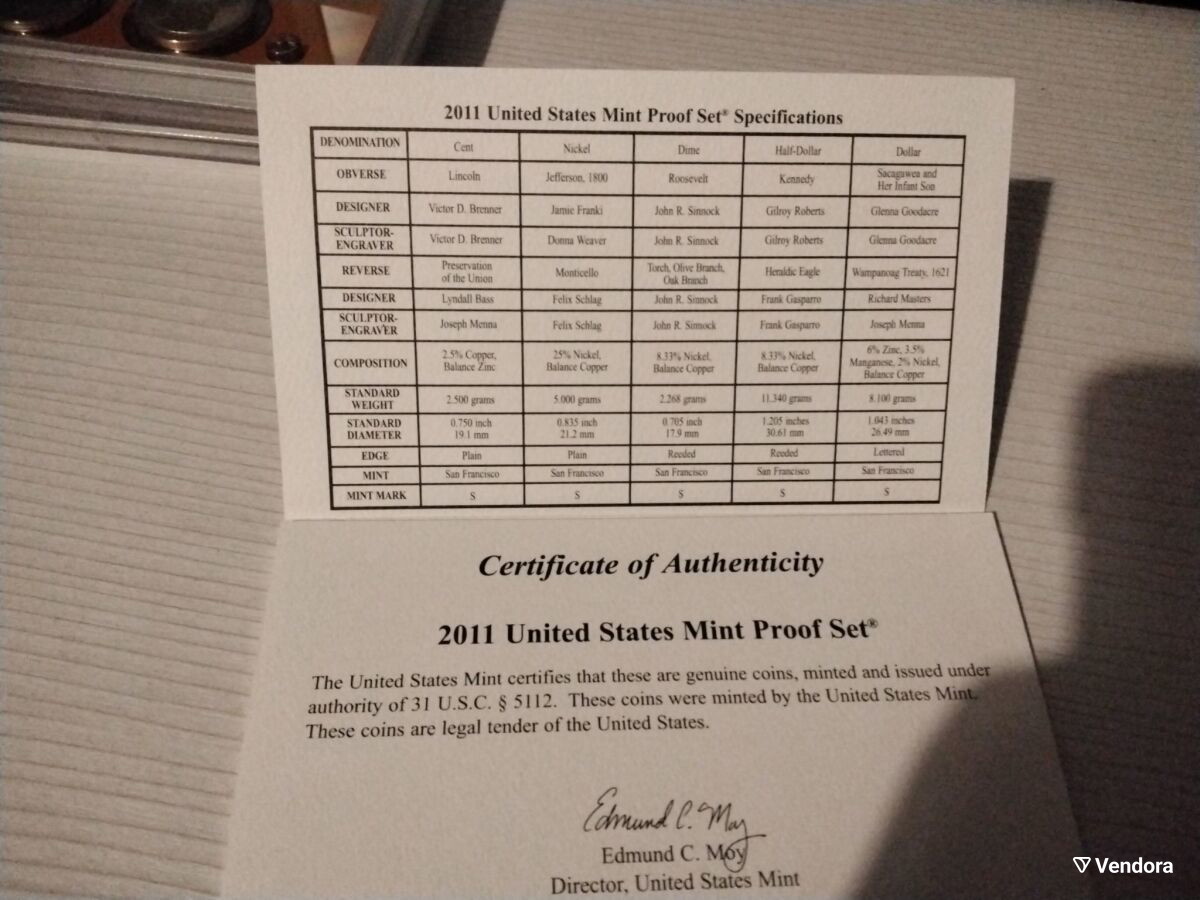 2011 United States Mint Proof Set® Specifications
DENOMINATION Cent Nickel Dime Half-Dollar Dollar
OBVERSE Lincoln Jefferson, 1800 Roosevelt Kennedy Sacagawea and
Her Infant Son
DESIGNER Victor D. Brenner Jamie Franki John R. Sinnock Gilroy Roberts Glenna Goodacre
SCULPTOR-
ENGRAVER Victor D. Brenner Donna Weaver John R. Sinnock Gilroy Roberts Glenna Goodacre
REVERSE Preservation
of the Union Monticello Torch, Olive Branch,
Oak Branch Heraldic Eagle Wampanoag Treaty, 1621
DESIGNER Lyndall Bass Felix Schlag John R. Sinnock Frank Gasparro Richard Masters
SCULPTOR-
ENGRAVER Joseph Menna Felix Schlag John R. Sinnock Frank Gasparro Joseph Menna
COMPOSITION 2.5% Copper,
Balance Zinc 25% Nickel,
Balance Copper 8.33% Nickel,
Balance Copper 8.33% Nickel,
Balance Copper 6% Zinc, 3.5%
Manganese, 2% Nickel,
Balance Copper
STANDARD
WEIGHT 2.500 grams 5.000 grams 2.268 grams 11.340 grams 8.100 grams
STANDARD
DIAMETER 0.750 inch
19.1 mm 0.835 inch
21.2 mm 0.705 inch
17.9 mm 1.205 inches
30.61 mm 1.043 inches
26.49 mm
EDGE Plain Plain Reeded Reeded Lettered
MINT San Francisco San Francisco San Francisco San Francisco San Francisco
MINT MARK S S S S S
Certificate of Authenticity
2011 United States Mint Proof Set®
The United States Mint certifies that these are genuine coins, minted and issued under
authority of 31 U.S.C. § 5112. These coins were minted by the United States Mint.
These coins are legal tender of the United States.
Edmund C. Moy
Edmund C. Moy
Director, United States Mint
Vendora